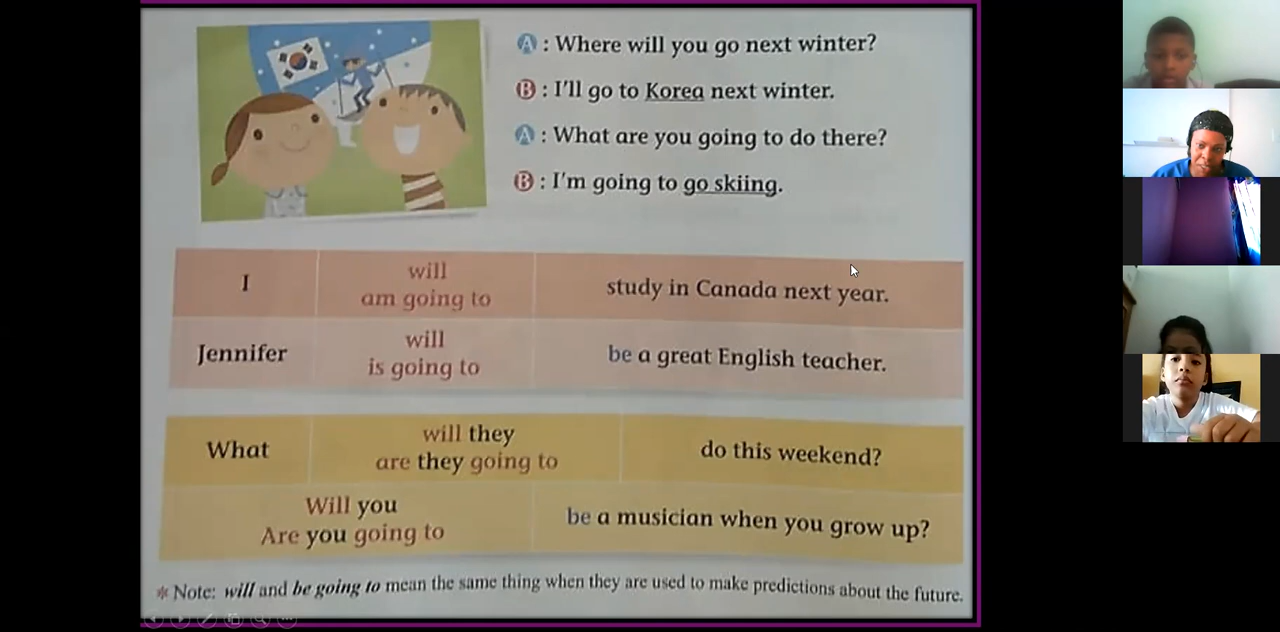 A : Where will you go next winter?
B : I'll go to Korea next winter.
A : What are you going to do there?
B : I'm going to go skiing.
I will study in Canada next year.
am going to
Jennifer will be a great English teacher.
is going to
What will they do this weekend?
are they going to
Will you be a musician when you grow up?
Are you going to
* Note: will and be going to mean the same thing when they are used to make predictions about the future.